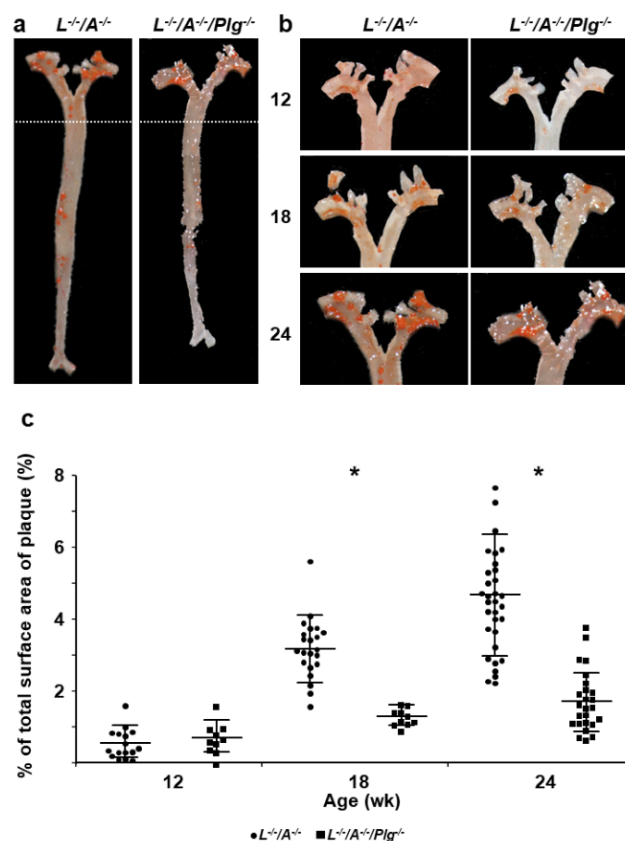 a L-/-/A-/- L-/-/A-/-/Plg-/- b L-/-/A-/- L-/-/A-/-/Plg-/-
12
18
24
c
% of total surface area of plaque (%)
8
6
4
2
* *
12 18 24
Age (wk)
●L-/-/A-/- ■L-/-/A-/-/Plg-/-